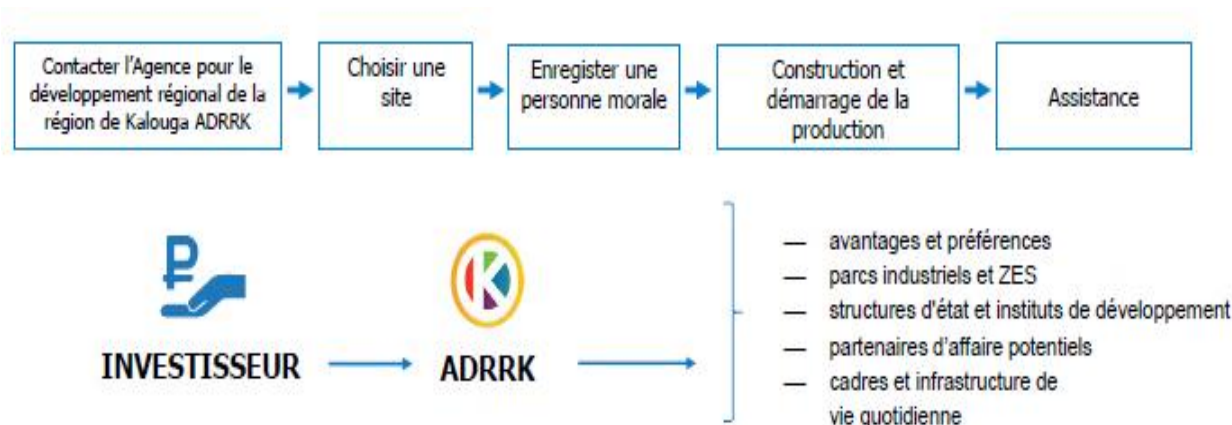 Contacter l'Agence pour le
développement régional de la
région de Kalouga ADRRK
Choisir une
site
Enregister une
personne morale
Construction et
démarrage de la
production
Assistance
INVESTISSEUR
ADRRK
— avantages et préférences
— parcs industriels et ZES
— structures d'état et instituts de développement
— partenaires d'affaire potentiels
— cadres et infrastructure de
vie quotidienne